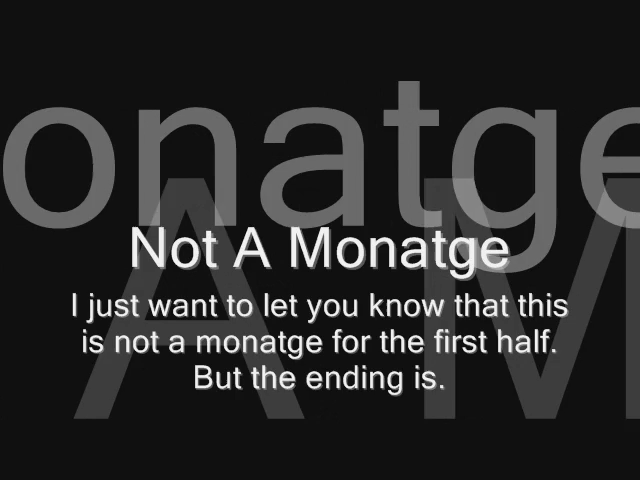 onatge
A M
Not A Monatge
I just want to let you know that this
is not a monatge for the first half.
But the ending is.